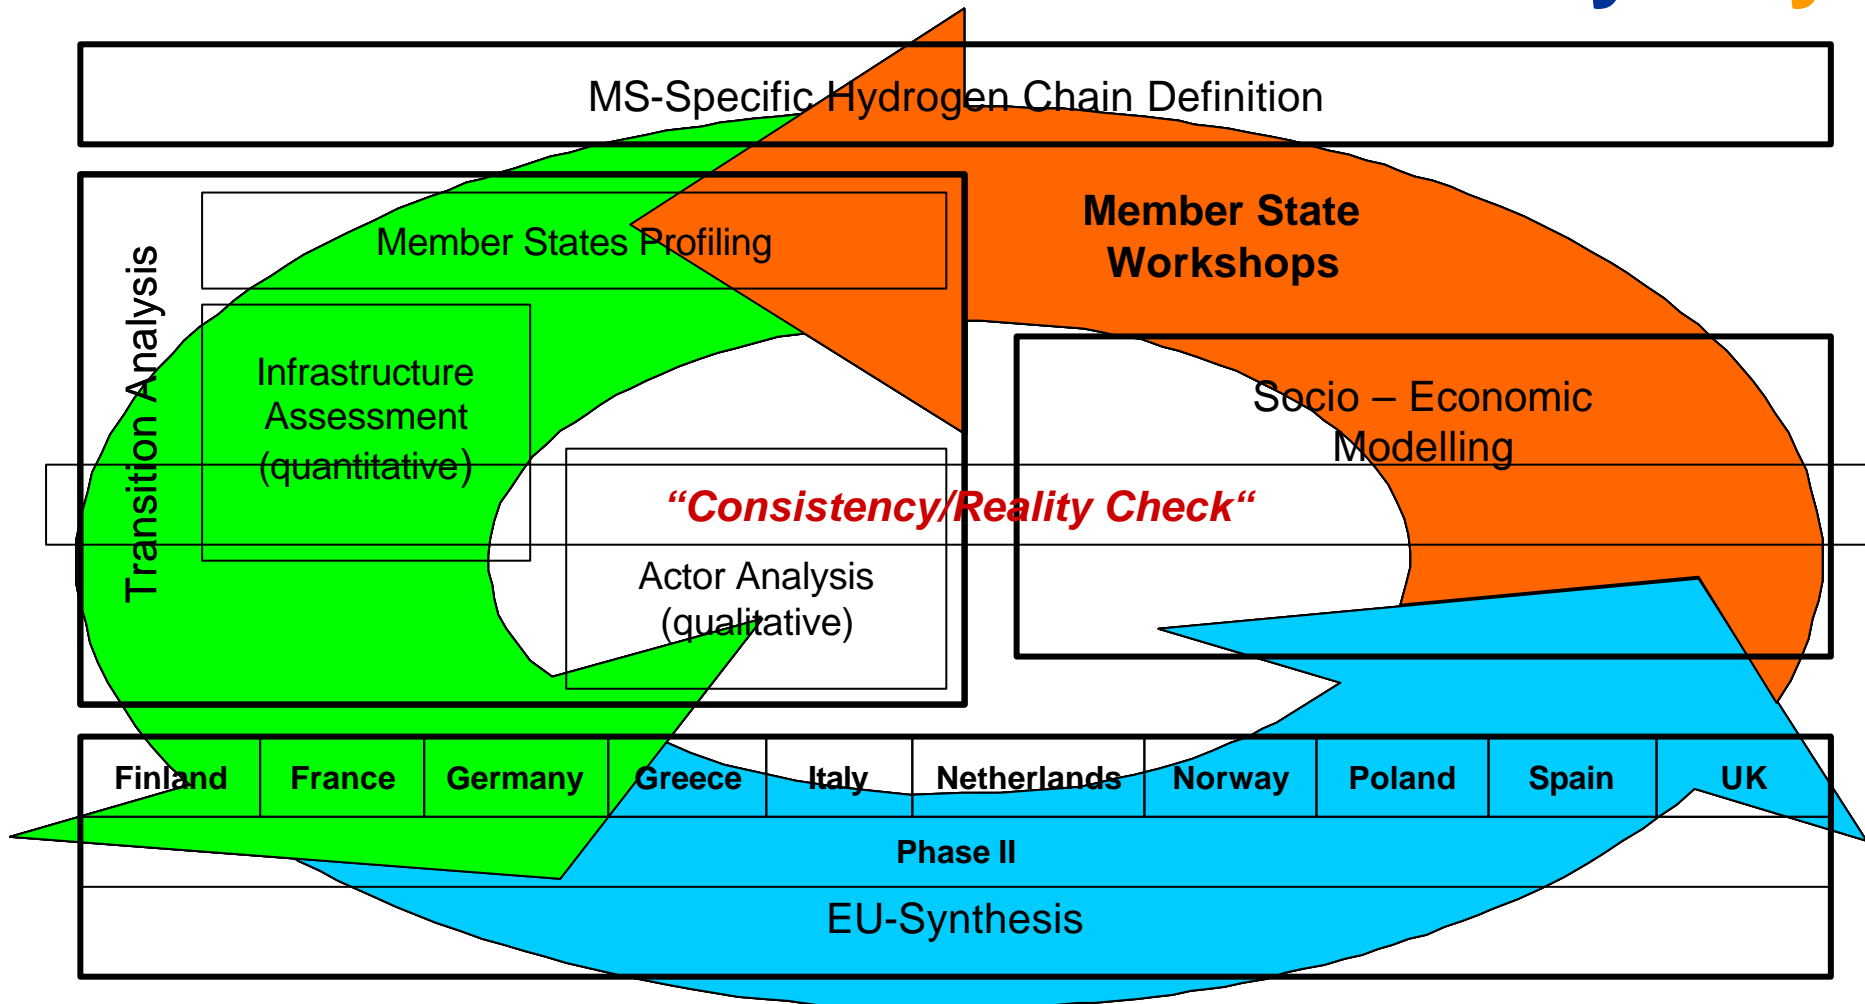 MS-Specific Hydrogen Chain Definition
Member State
Workshops
Transition Analysis
Member States Profiling
Infrastructure
Assessment
(quantitative)
Socio – Economic
Modelling
“Consistency/Reality Check“
Actor Analysis
(qualitative)
Finland France Germany Greece Italy Netherlands Norway Poland Spain UK
Phase II
EU-Synthesis